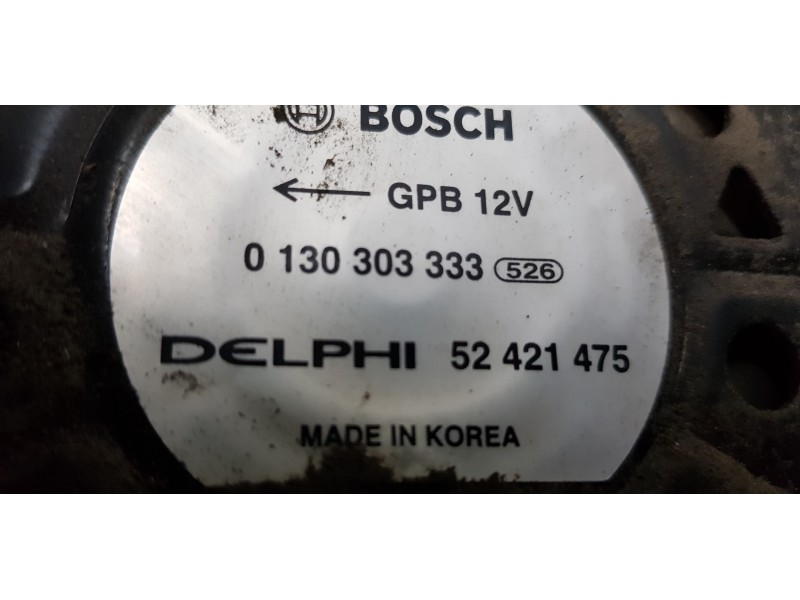 BOSCH
GPB 12V
0 130 303 333 526
DELPHI 52 421 475
MADE IN KOREA